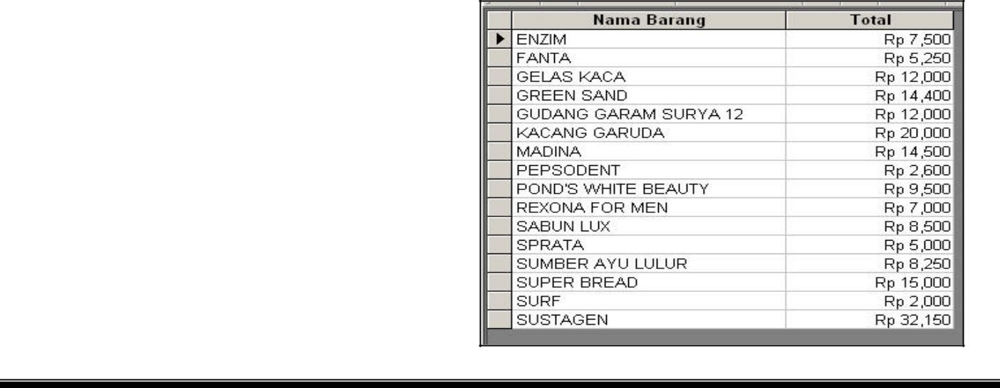 Nama Barang Total
ENZIM Rp 7,500
FANTA Rp 5,250
GELAS KACA Rp 12,000
GREEN SAND Rp 14,400
GUDANG GARAM SURYA 12 Rp 12,000
KACANG GARUDA Rp 20,000
MADINA Rp 14,500
PEPSODENT Rp 2,600
POND'S WHITE BEAUTY Rp 9,500
REXONA FOR MEN Rp 7,000
SABUN LUX Rp 8,500
SPRATA Rp 5,000
SUMBER AYU LULUR Rp 8,250
SUPER BREAD Rp 15,000
SURF Rp 2,000
SUSTAGEN Rp 32,150